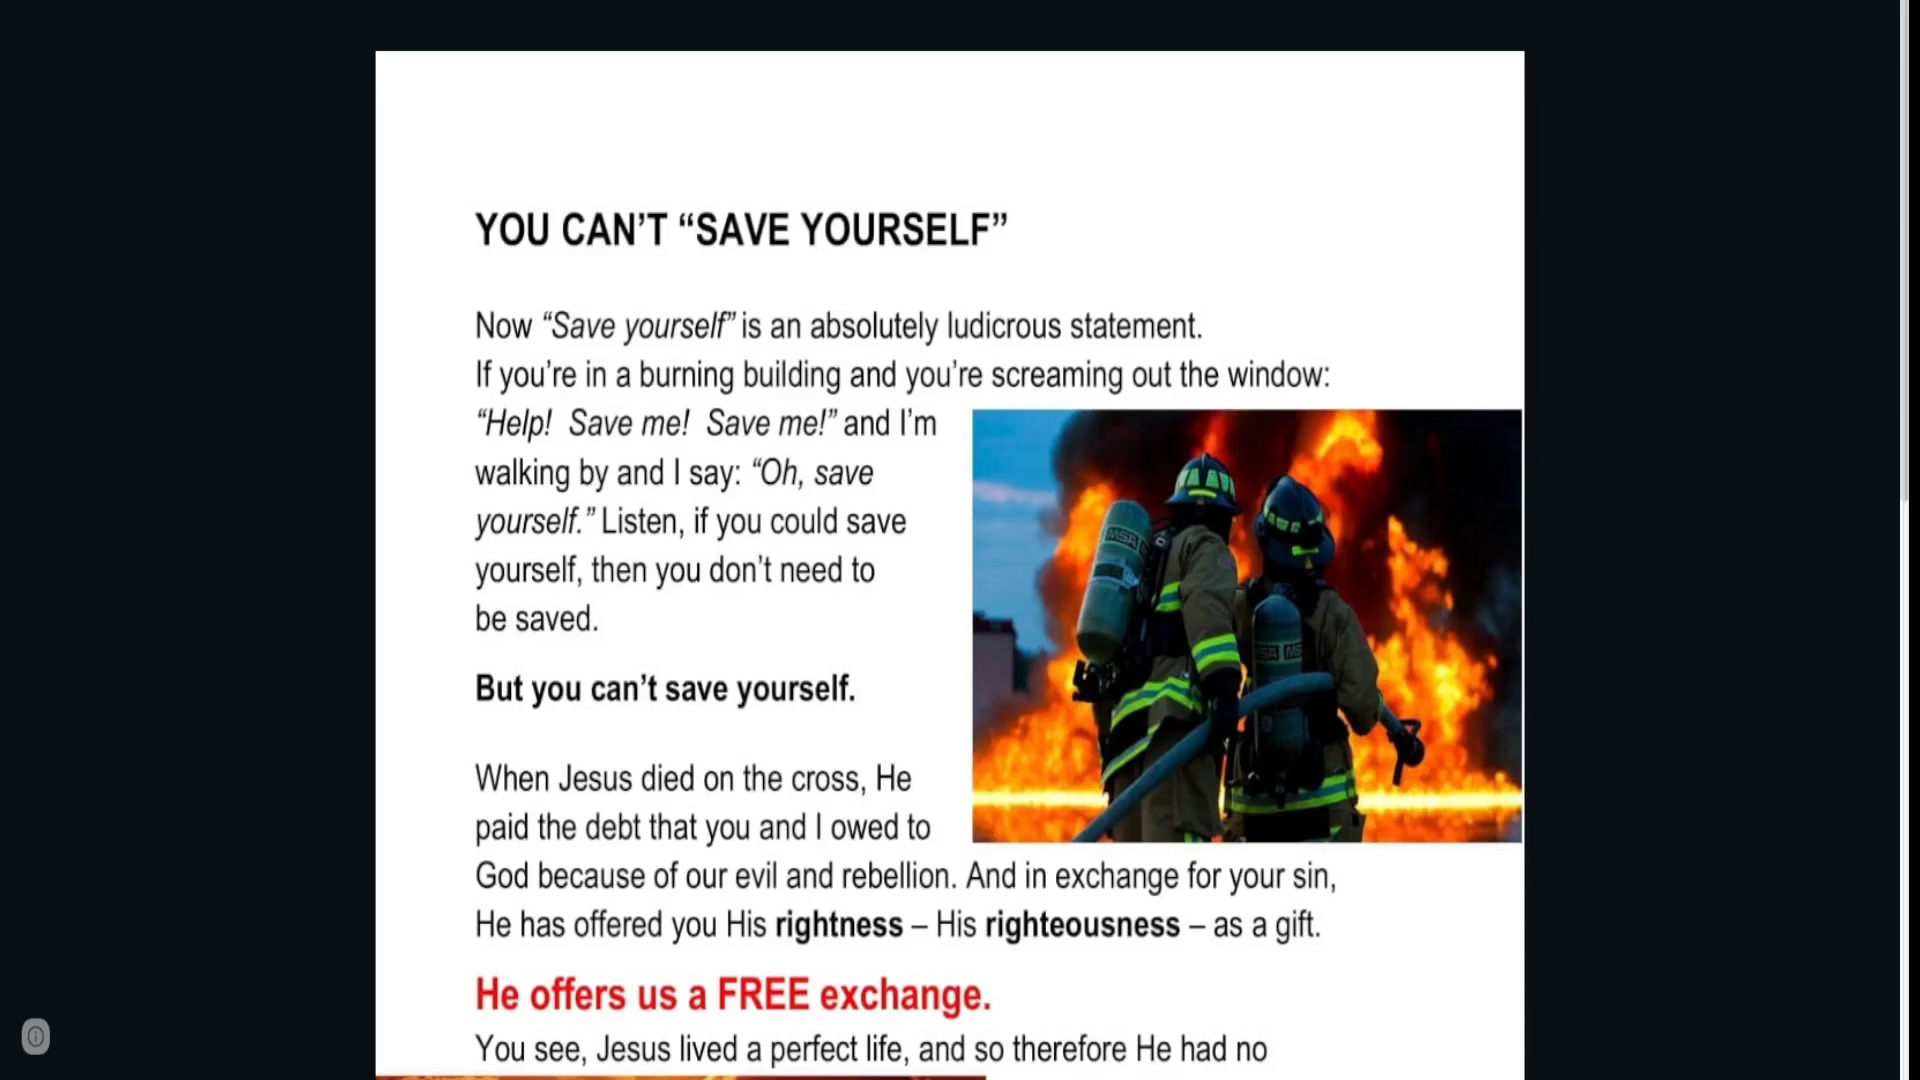 YOU CAN’T “SAVE YOURSELF”
Now “Save yourself” is an absolutely ludicrous statement.
If you’re in a burning building and you’re screaming out the window:
“Help!  Save me!  Save me!” and I’m
walking by and I say: “Oh, save
yourself.” Listen, if you could save
yourself, then you don’t need to
be saved.
MSA
MSA
MSA
But you can’t save yourself.
When Jesus died on the cross, He
paid the debt that you and I owed to
God because of our evil and rebellion. And in exchange for your sin,
He has offered you His rightness – His righteousness – as a gift.
He offers us a FREE exchange.
You see, Jesus lived a perfect life, and so therefore He had no